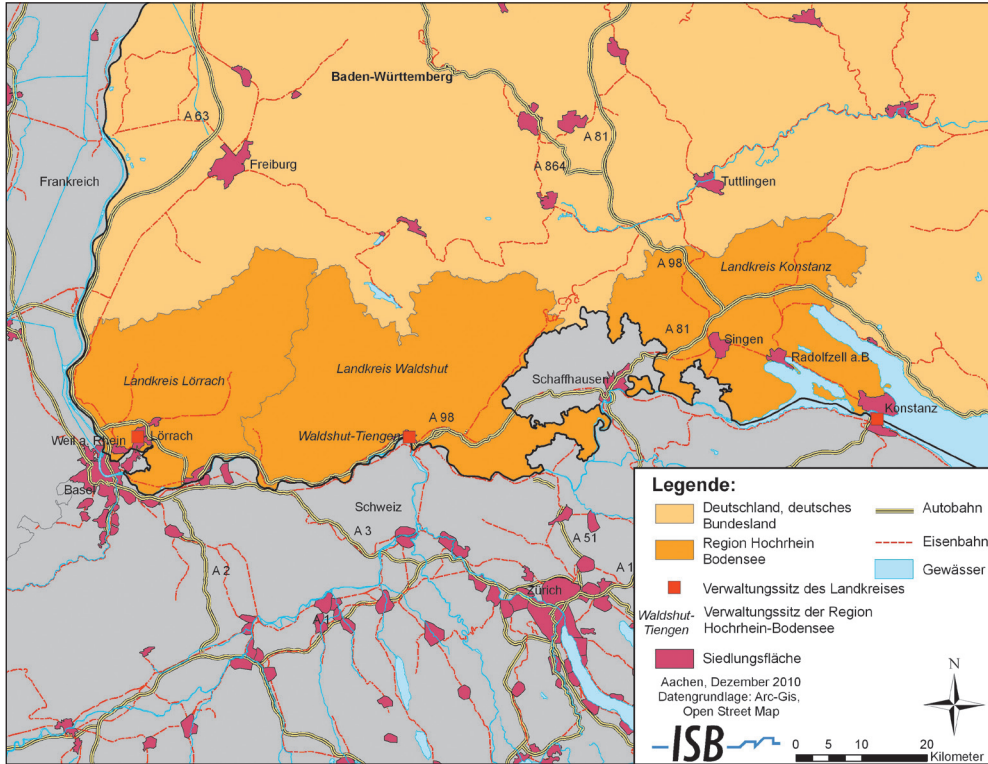 Baden-Württemberg
A 63
A 81
Freiburg
A 864
Frankreich
Tuttlingen
A 98
Landkreis Konstanz
A 81
Singen
Landkreis Waldshut
Radolfzell a.B.
Landkreis Lörrach
Schaffhausen
Konstanz
A 98
Weil a. Rhein
Lörrach
Waldshut-Tiengen
Basel
Schweiz
A 3
A 51
A 2
A 1
Zürich
A 1
Legende:
Deutschland, deutsches
Bundesland
Region Hochrhein
Bodensee
Verwaltungssitz des Landkreises
Waldshut-
Tiengen
Verwaltungssitz der Region
Hochrhein-Bodensee
Siedlungsfläche
Autobahn
Eisenbahn
Gewässer
Aachen, Dezember 2010
Datengrundlage: Arc-Gis,
Open Street Map
ISB
N
0 5 10 20
Kilometer